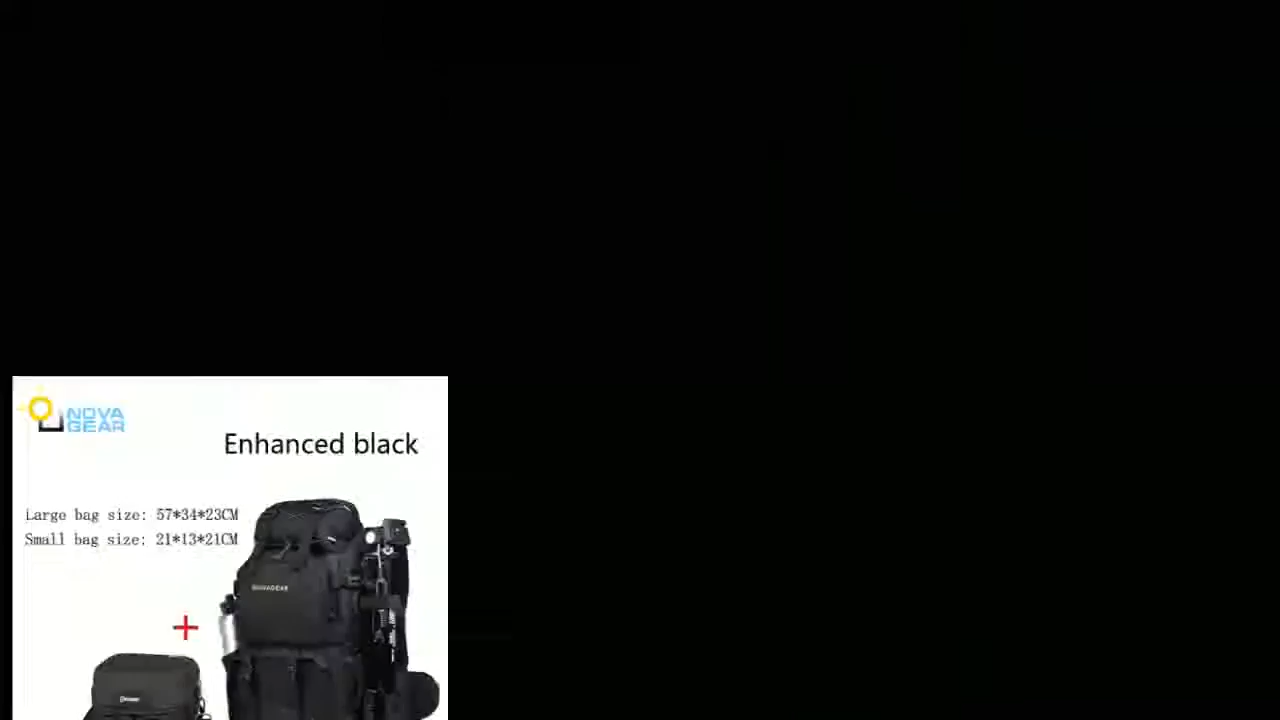 NOVA
GEAR
Enhanced black
Large bag size: 57*34*23CM
Small bag size: 21*13*21CM